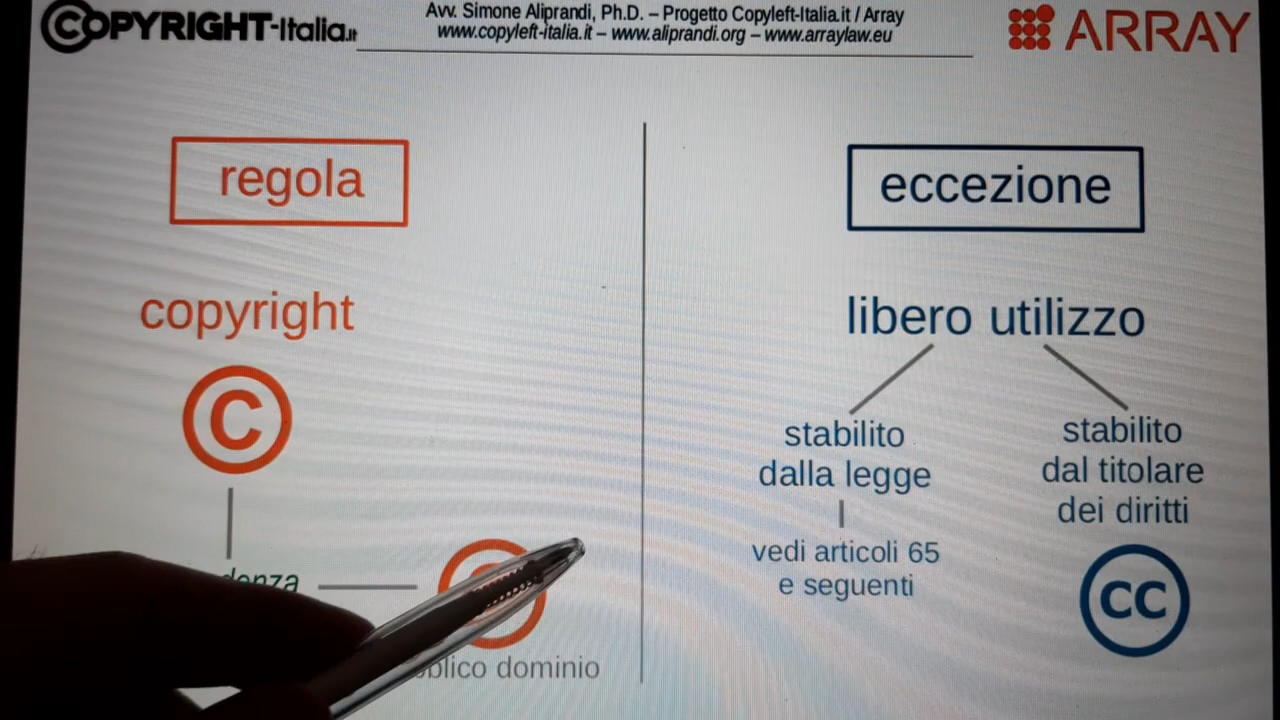 COPYRIGHT-Italia.it
Avv. Simone Aliprandi, Ph.D. – Progetto Copyleft-Italia.it / Array
www.copyleft-italia.it – www.aliprandi.org – www.arraylaw.eu
ARRAY
regola
copyright
C
dominio
eccezione
libero utilizzo
stabilito
dalla legge
vedi articoli 65
e seguenti
stabilito
dal titolare
dei diritti
CC